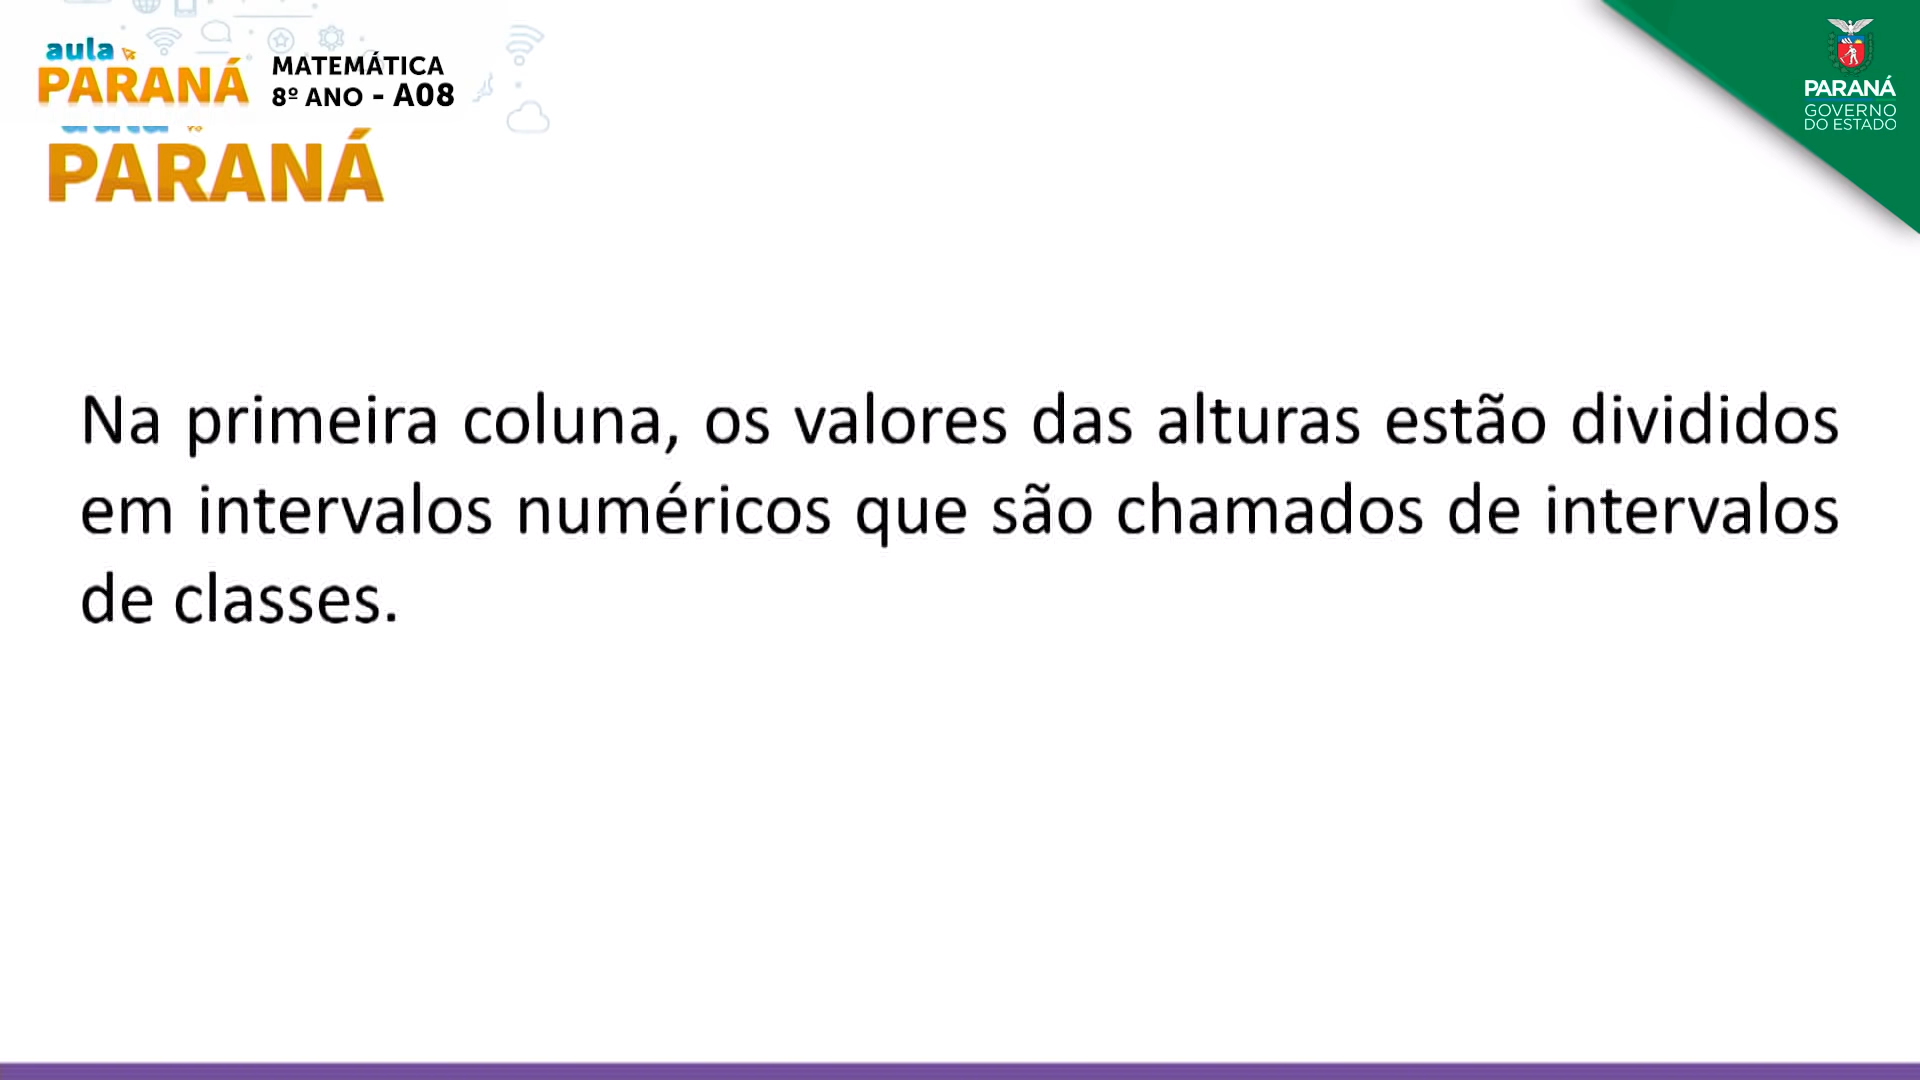 aula
PARANÁ
MATEMÁTICA
8º ANO - A08
PARANÁ
PARANÁ
GOVERNO
DO ESTADO
Na primeira coluna, os valores das alturas estão divididos
em intervalos numéricos que são chamados de intervalos
de classes.